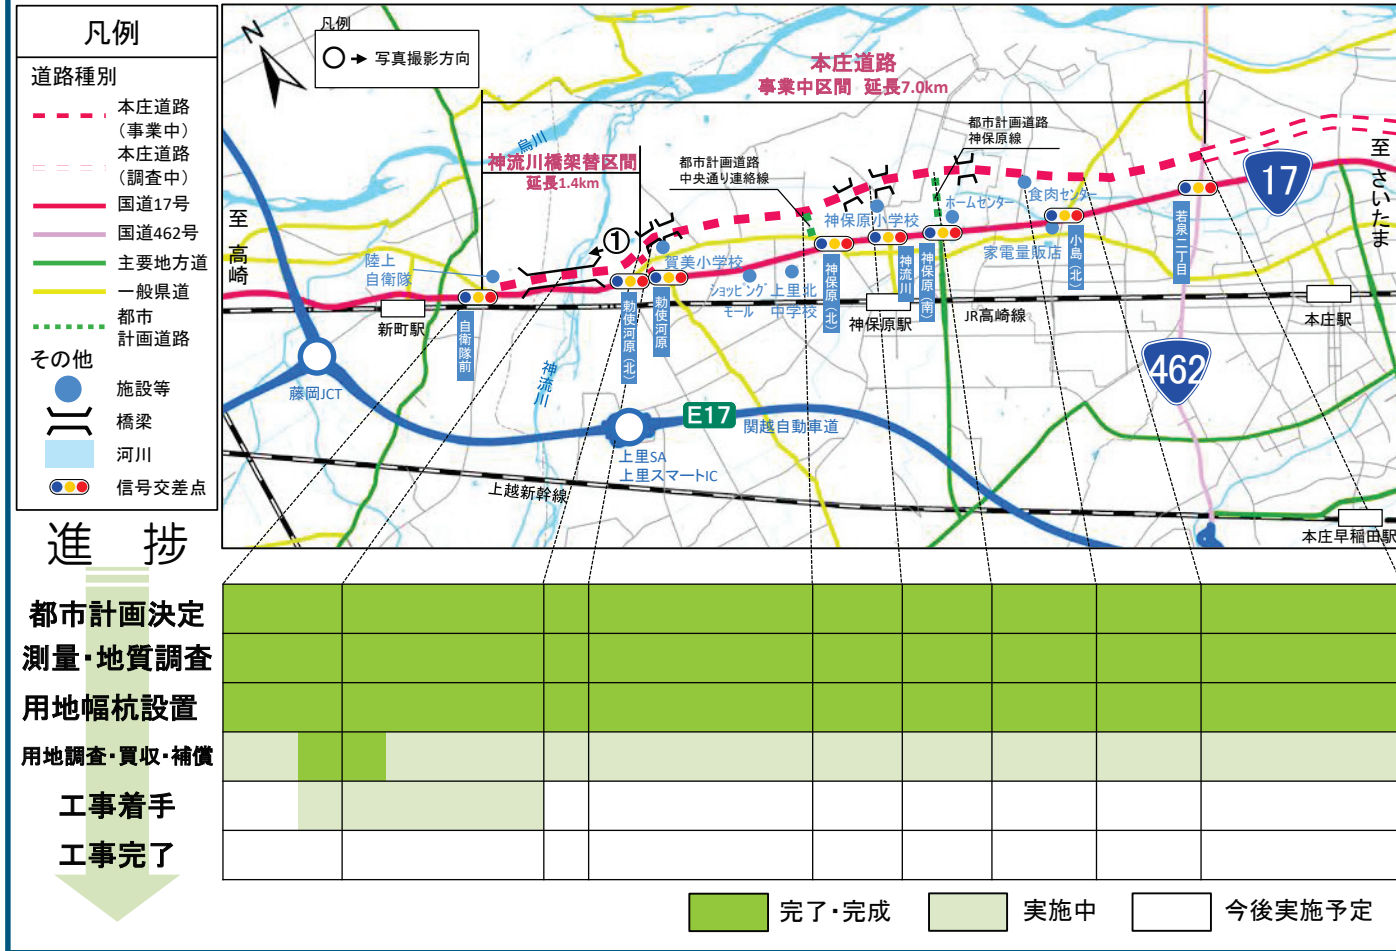 凡例
道路種別
本庄道路
（事業中）
本庄道路
（調査中）
国道17号
国道462号
主要地方道
一般県道
都市
計画道路
その他
施設等
橋梁
河川
信号交差点
凡例
写真撮影方向
N
本庄道路
事業中区間 延長7.0km
神流川橋架替区間
延長1.4km
烏川
都市計画道路
中央通り連絡線
都市計画道路
神保原線
至
高崎
至
さいたま
17
462
①
陸上
自衛隊
賀美小学校
ショッピング
モール
上里北
中学校
神保原小学校
ホームセンター
食肉センター
家電量販店
自衛隊前
勅使河原（北）
勅使河原
神保原（北）
神流川
神保原（南）
小島（北）
若泉二丁目
新町駅
神保原駅
JR高崎線
本庄駅
藤岡JCT
神流川
E17
関越自動車道
上里SA
上里スマートIC
上越新幹線
本庄早稲田駅
進 捗
都市計画決定
測量・地質調査
用地幅杭設置
用地調査・買収・補償
工事着手
工事完了
完了・完成
実施中
今後実施予定